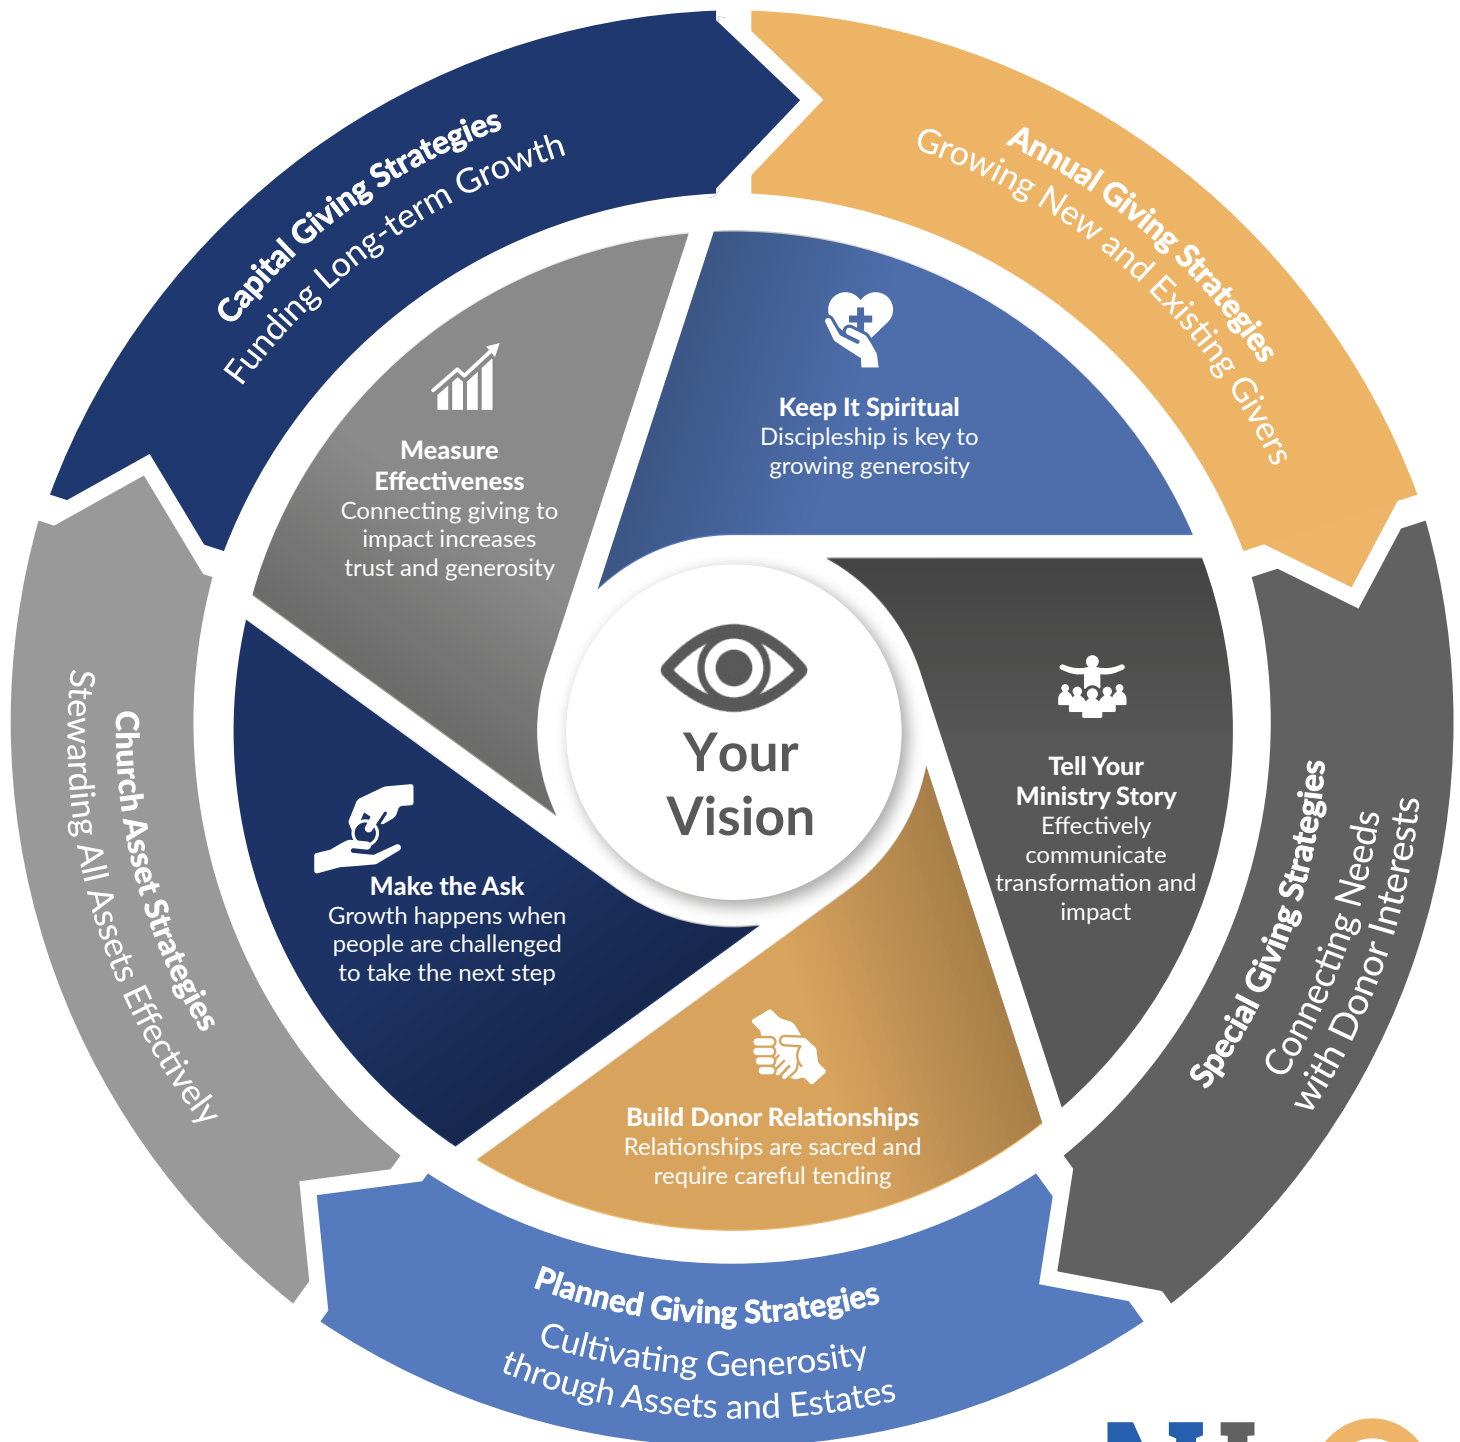 Capital Giving Strategies
Funding Long-term Growth
Annual Giving Strategies
Growing New and Existing Givers
Keep It Spiritual
Discipleship is key to
growing generosity
Measure
Effectiveness
Connecting giving to
impact increases
trust and generosity
Your
Vision
Tell Your
Ministry Story
Effectively
communicate
transformation and
impact
Make the Ask
Growth happens when
people are challenged
to take the next step
Build Donor Relationships
Relationships are sacred and
require careful tending
Special Giving Strategies
Connecting Needs
with Donor Interests
Church Asset Strategies
Stewarding All Assets Effectively
Planned Giving Strategies
Cultivating Generosity
through Assets and Estates